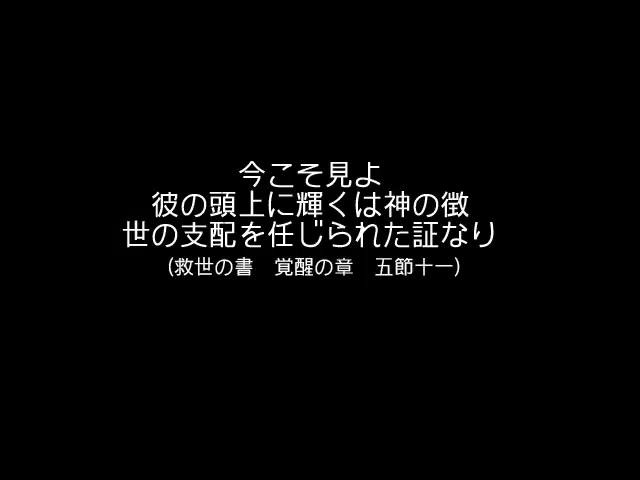 今こそ見よ
彼の頭上に輝くは神の徴
世の支配を任じられた証なり
(救世の書　覚醒の章　五節十一)